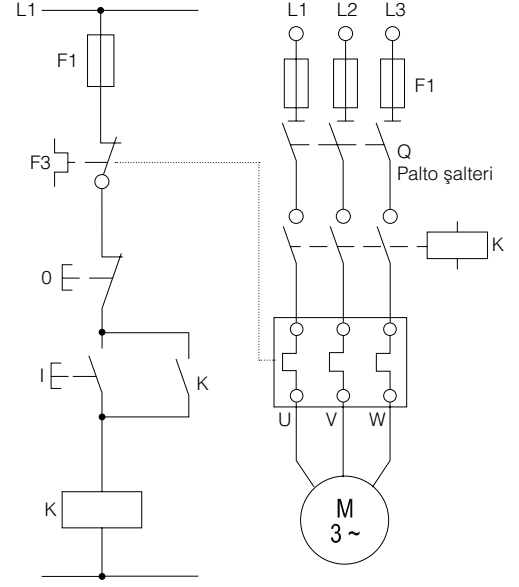 L1
F1
F3
0
I
K
K
L1 L2 L3
F1
Q
Palto şalteri
K
U V W
M
3 ~